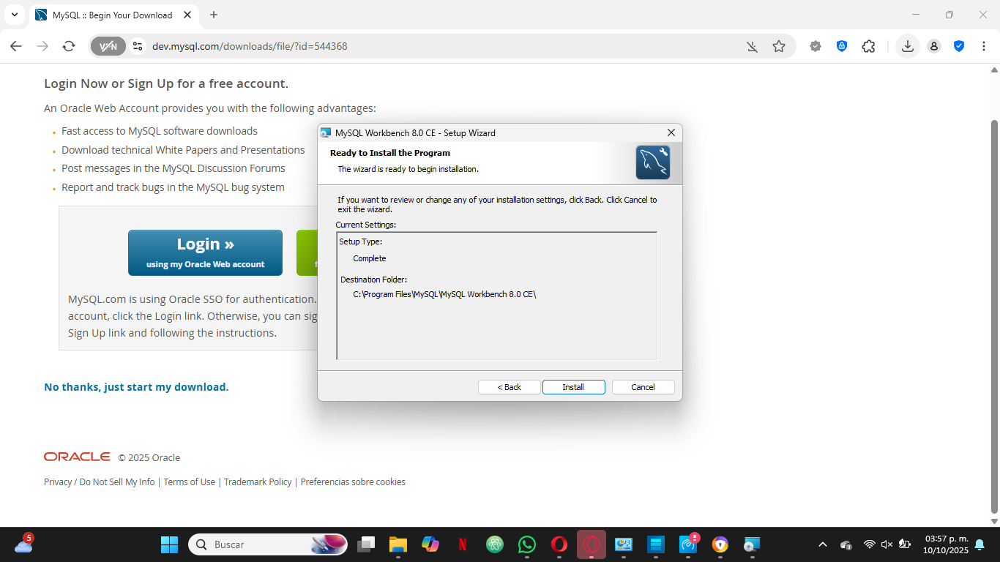 MySQL :: Begin Your Download
VPN
dev.mysql.com/downloads/file/?id=544368
Login Now or Sign Up for a free account.
An Oracle Web Account provides you with the following advantages:
Fast access to MySQL software downloads
Download technical White Papers and Presentations
Post messages in the MySQL Discussion Forums
Report and track bugs in the MySQL bug system
Login »
using my Oracle Web account
MySQL.com is using Oracle SSO for authentication.
account, click the Login link. Otherwise, you can sig
Sign Up link and following the instructions.
No thanks, just start my download.
ORACLE © 2025 Oracle
Privacy / Do Not Sell My Info | Terms of Use | Trademark Policy | Preferencias sobre cookies
MySQL Workbench 8.0 CE - Setup Wizard
Ready to Install the Program
The wizard is ready to begin installation.
If you want to review or change any of your installation settings, click Back. Click Cancel to
exit the wizard.
Current Settings:
Setup Type:
Complete
Destination Folder:
C:\Program Files\MySQL\MySQL Workbench 8.0 CE\
< Back
Install
Cancel
5
Buscar
03:57 p. m.
10/10/2025